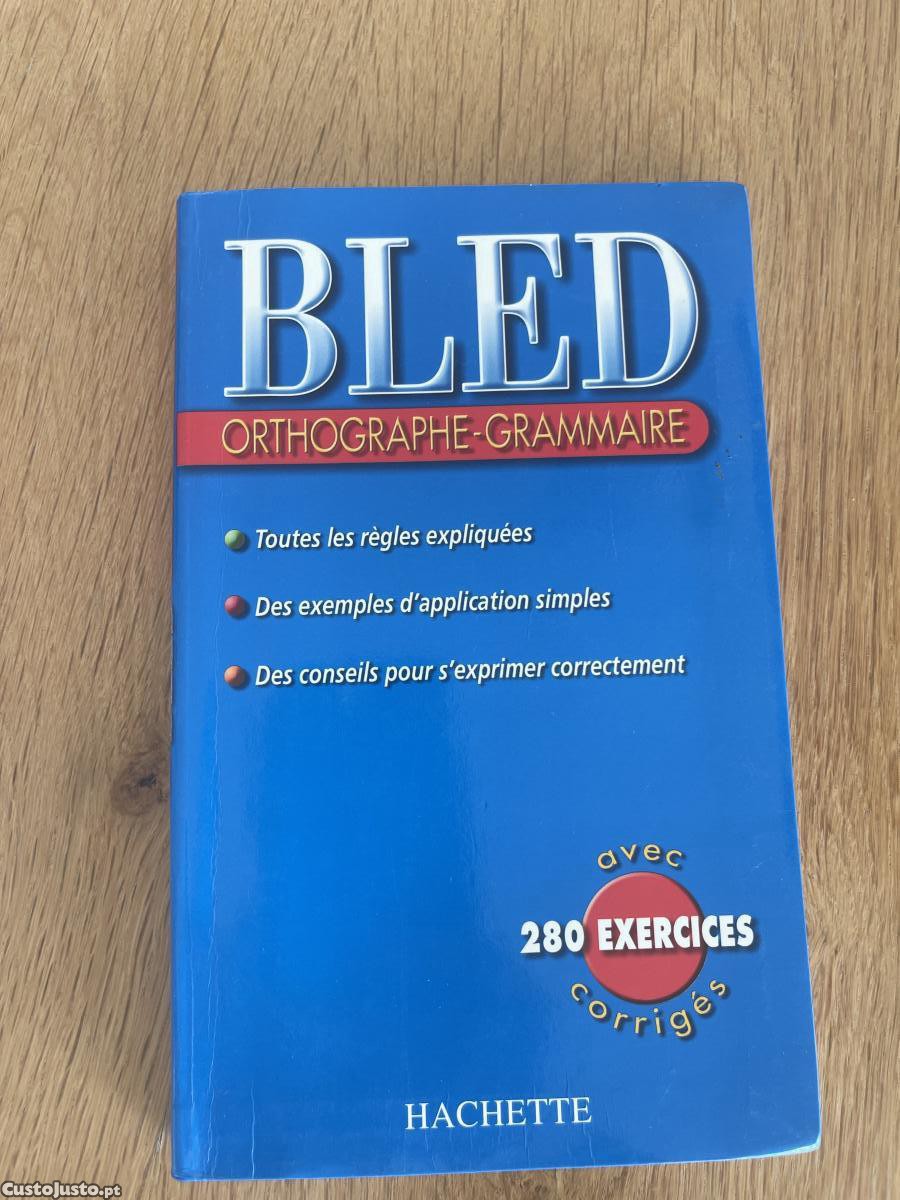 BLED
ORTHOGRAPHE-GRAMMAIRE
Toutes les règles expliquées
Des exemples d'application simples
Des conseils pour s'exprimer correctement
avec
280 EXERCICES
corrigés
HACHETTE
CustoJusto.pt